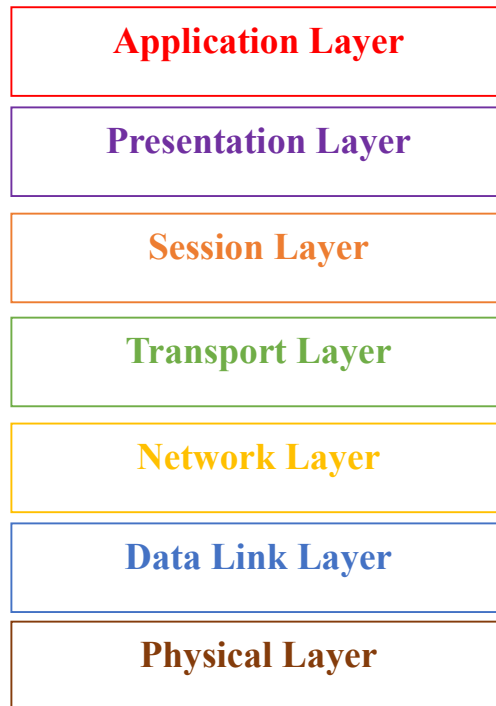 Application Layer
Presentation Layer
Session Layer
Transport Layer
Network Layer
Data Link Layer
Physical Layer